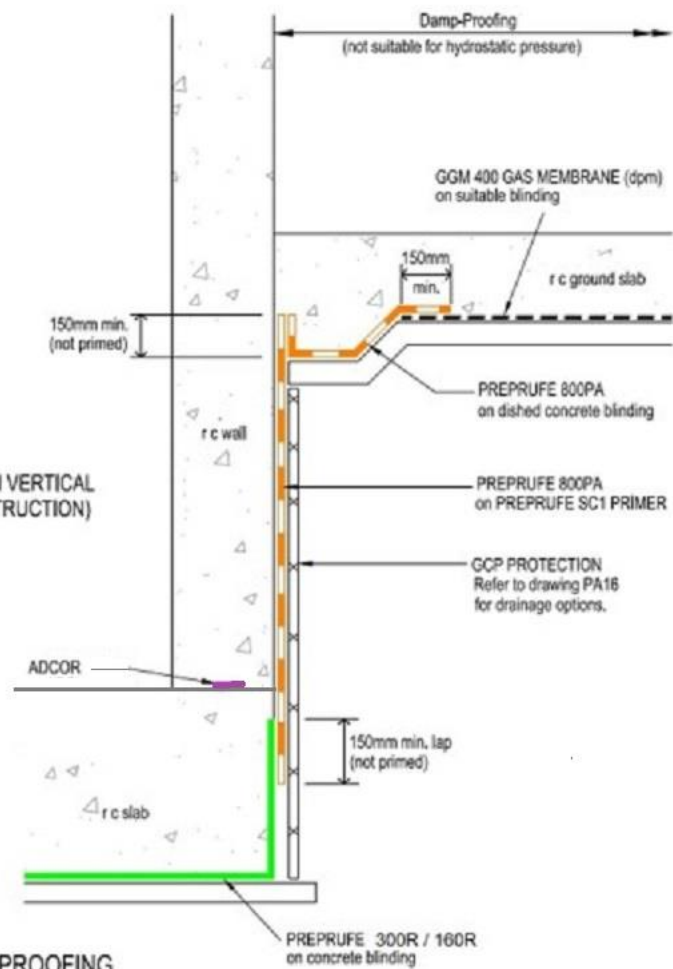 Damp-Proofing
(not suitable for hydrostatic pressure)
GGM 400 GAS MEMBRANE (dpm)
on suitable blinding
150mm
min.
r c ground slab
150mm min.
(not primed)
PREPRUFE 800PA
on dished concrete blinding
r c wall
VERTICAL
TRUCTION)
PREPRUFE 800PA
on PREPRUFE SC1 PRIMER
GCP PROTECTION
Refer to drawing PA16
for drainage options.
ADCOR
150mm min. lap
(not primed)
r c slab
PREPRUFE 300R / 160R
on concrete blinding
PROOFING